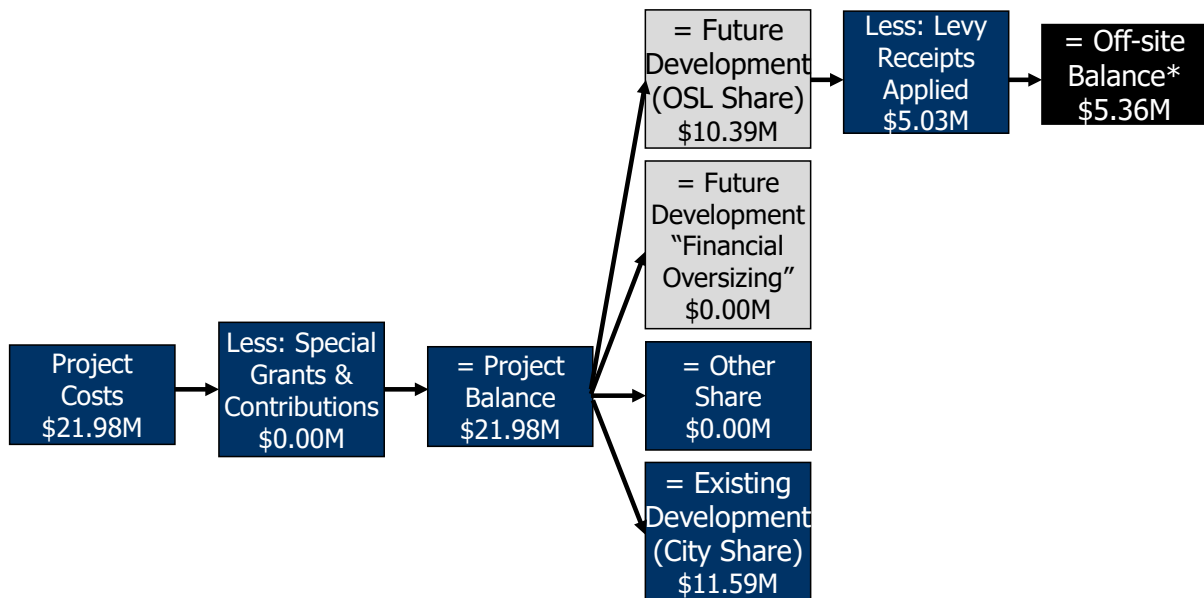 Project
Costs
$21.98M
Less: Special
Grants &
Contributions
$0.00M
= Project
Balance
$21.98M
= Future
Development
(OSL Share)
$10.39M
Less: Levy
Receipts
Applied
$5.03M
= Off-site
Balance*
$5.36M
= Future
Development
“Financial
Oversizing”
$0.00M
= Other
Share
$0.00M
= Existing
Development
(City Share)
$11.59M